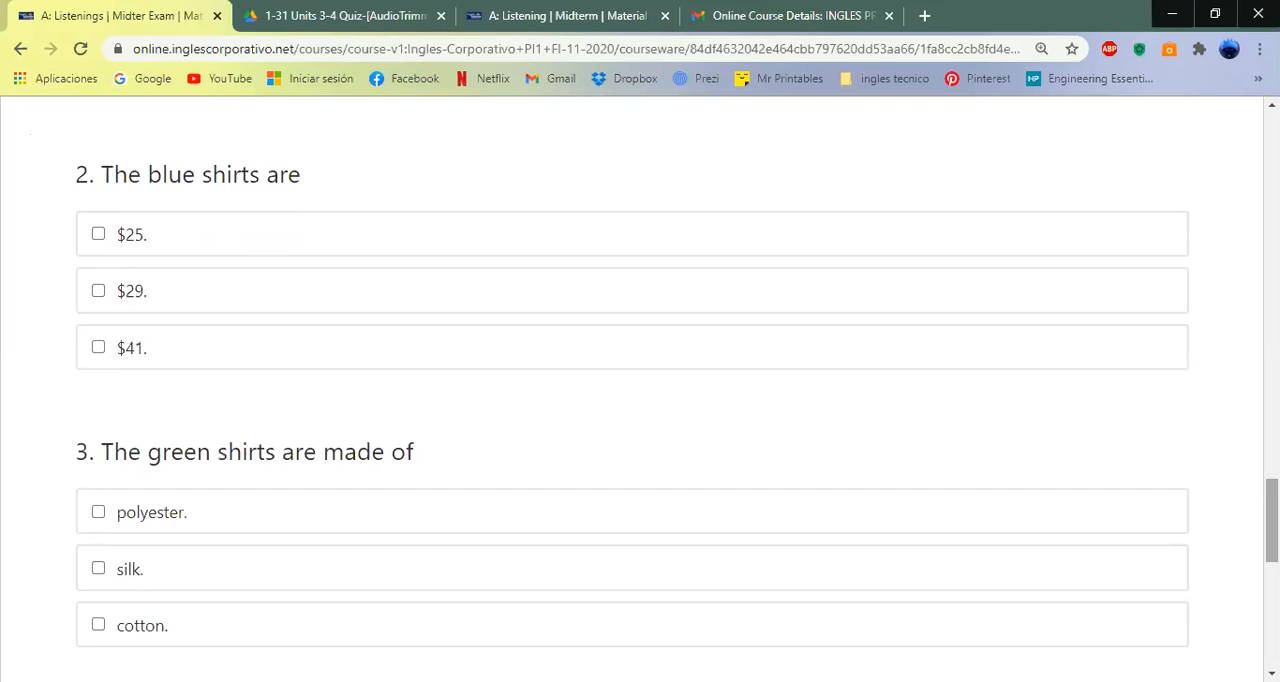 A: Listenings | Midter Exam | Mat
1-31 Units 3-4 Quiz-[AudioTrimm
A: Listening | Midterm | Material
Online Course Details: INGLES PR
online.inglescorporativo.net/courses/course-v1:Ingles-Corporativo+PI1+FI-11-2020/courseware/84df4632042e464cbb797620dd53aa66/1fa8cc2cb8fd4e...
ABP
Aplicaciones
Google
YouTube
Iniciar sesión
Facebook
Netflix
Gmail
Dropbox
Prezi
Mr Printables
ingles tecnico
Pinterest
HP
Engineering Essenti...
»
2. The blue shirts are
$25.
$29.
$41.
3. The green shirts are made of
polyester.
silk.
cotton.